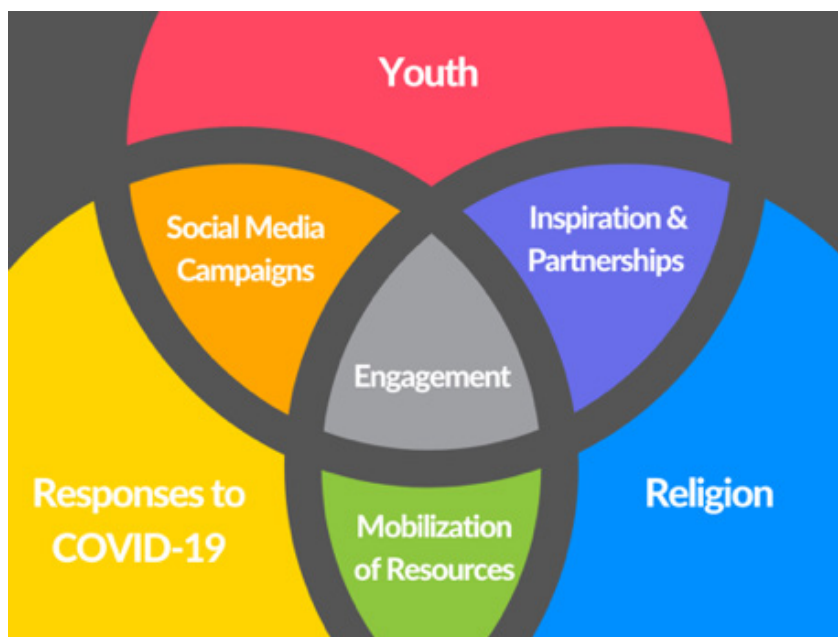 Youth
Social Media
Campaigns
Inspiration &
Partnerships
Engagement
Responses to
COVID-19
Religion
Mobilization
of Resources